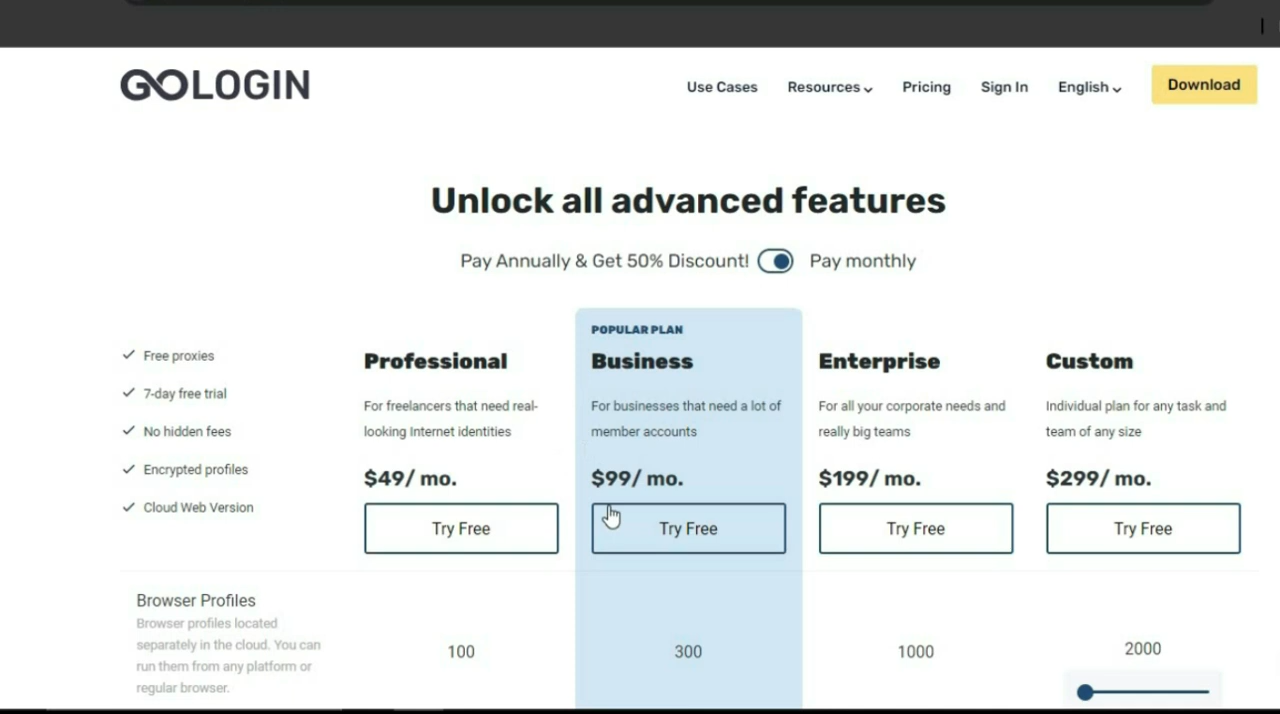 GOLOGIN
Use Cases
Resources
Pricing
Sign In
English
Download
Unlock all advanced features
Pay Annually & Get 50% Discount!
Pay monthly
Free proxies
7-day free trial
No hidden fees
Encrypted profiles
Cloud Web Version
Professional
For freelancers that need real-
looking Internet identities
$49/ mo.
Try Free
POPULAR PLAN
Business
For businesses that need a lot of
member accounts
$99/ mo.
Try Free
Enterprise
For all your corporate needs and
really big teams
$199/ mo.
Try Free
Custom
Individual plan for any task and
team of any size
$299/ mo.
Try Free
Browser Profiles
Browser profiles located
separately in the cloud. You can
run them from any platform or
regular browser.
100
300
1000
2000